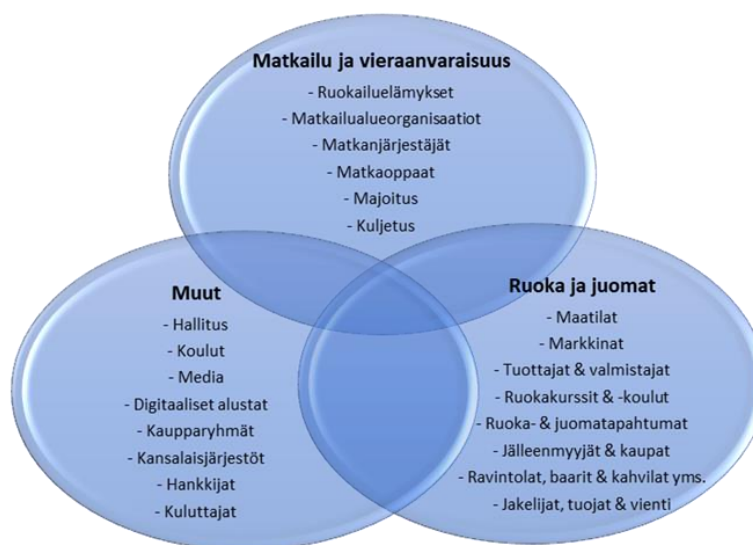 Matkailu ja vieraanvaraisuus
- Ruokailuelämykset
- Matkailualueorganisaatiot
- Matkanjärjestäjät
- Matkaoppaat
- Majoitus
- Kuljetus
Muut
- Hallitus
- Koulut
- Media
- Digitaaliset alustat
- Kaupparyhmät
- Kansalaisjärjestöt
- Hankkijat
- Kuluttajat
Ruoka ja juomat
- Maatilat
- Markkinat
- Tuottajat & valmistajat
- Ruokakurssit & -koulut
- Ruoka- & juomatapahtumat
- Jälleenmyyjät & kaupat
- Ravintolat, baarit & kahvilat yms.
- Jakelijat, tuojat & vienti